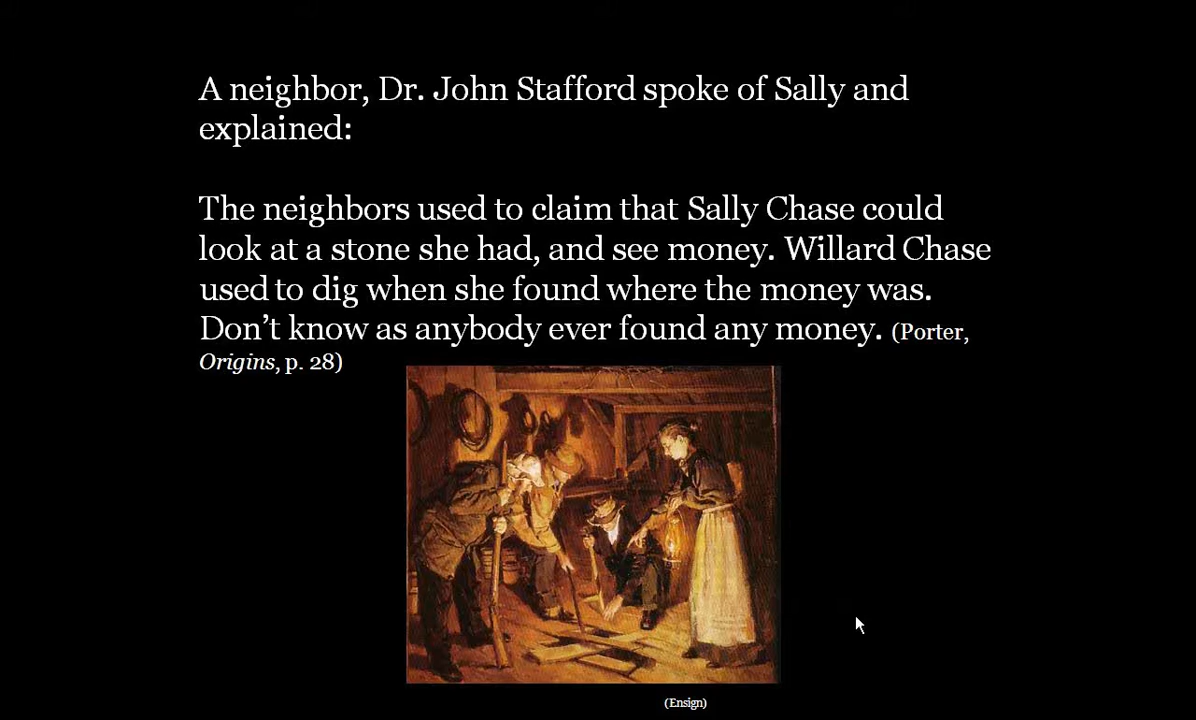 A neighbor, Dr. John Stafford spoke of Sally and
explained:
The neighbors used to claim that Sally Chase could
look at a stone she had, and see money. Willard Chase
used to dig when she found where the money was.
Don’t know as anybody ever found any money. (Porter,
Origins, p. 28)
(Ensign)